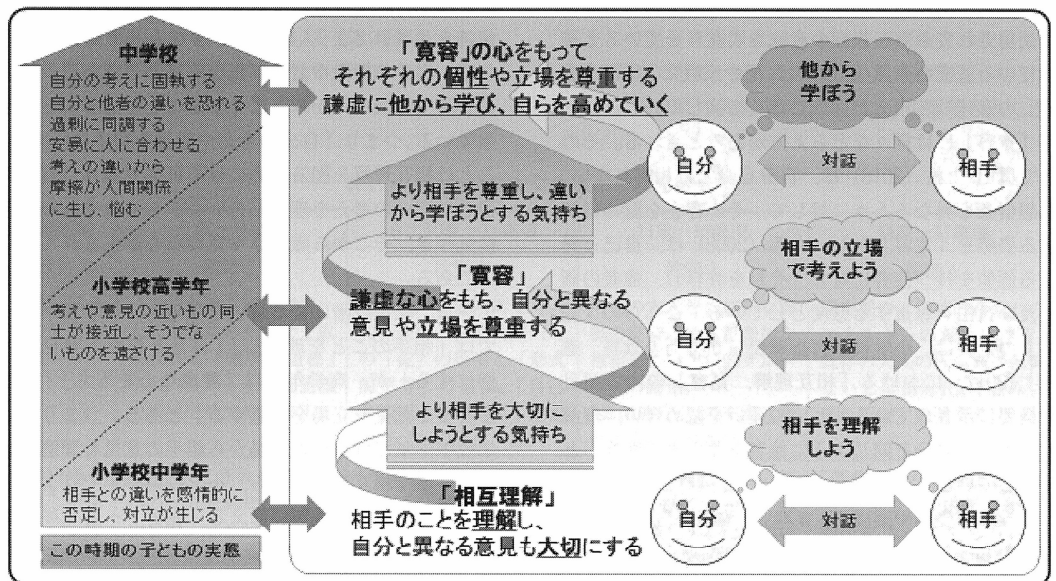 中学校
自分の考えに固執する
自分と他者の違いを恐れる
過剰に同調する
安易に人に合わせる
考えの違いから
摩擦が人間関係
に生じ、悩む
小学校高学年
考えや意見の近いもの同
士が接近し、そうでな
いものを遠ざける
小学校中学年
相手との違いを感情的に
否定し、対立が生じる
この時期の子どもの実態
「寛容」の心をもって
それぞれの個性や立場を尊重する
謙虚に他から学び、自らを高めていく
より相手を尊重し、違い
から学ぼうとする気持ち
「寛容」
謙虚な心をもち、自分と異なる
意見や立場を尊重する
より相手を大切に
しようとする気持ち
「相互理解」
相手のことを理解し、
自分と異なる意見も大切にする
他から
学ぼう
自分
対話
相手
相手の立場
で考えよう
自分
対話
相手
相手を理解
しよう
自分
対話
相手